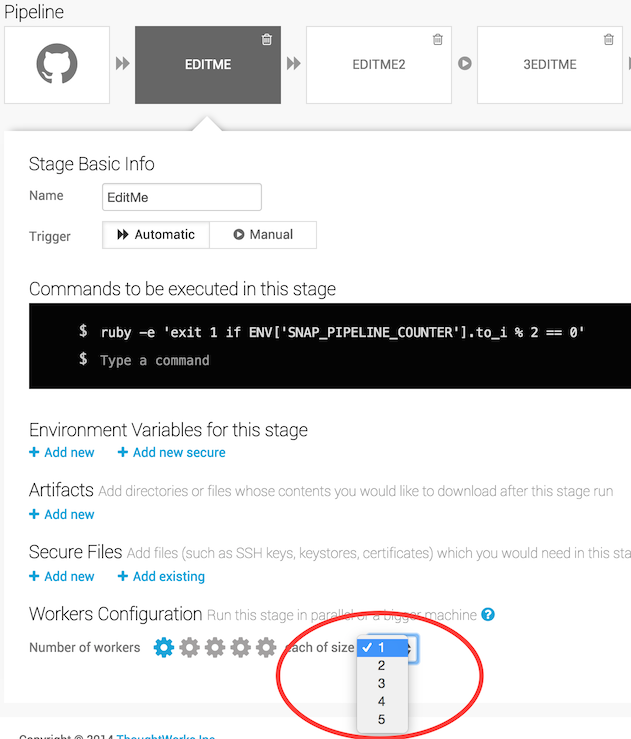 Pipeline
EDITME
EDITME2
3EDITME
Stage Basic Info
Name
EditMe
Trigger
Automatic
Manual
Commands to be executed in this stage
$ ruby -e 'exit 1 if ENV['SNAP_PIPELINE_COUNTER'].to_i % 2 == 0'
$ Type a command
Environment Variables for this stage
+ Add new + Add new secure
Artifacts Add directories or files whose contents you would like to download after this stage run
+ Add new
Secure Files Add files (such as SSH keys, keystores, certificates) which you would need in this sta
+ Add new + Add existing
Workers Configuration Run this stage in parallel or a bigger machine ?
Number of workers each of size ✓ 1
2
3
4
5
Copyright © 2014 ThoughtWorks Inc